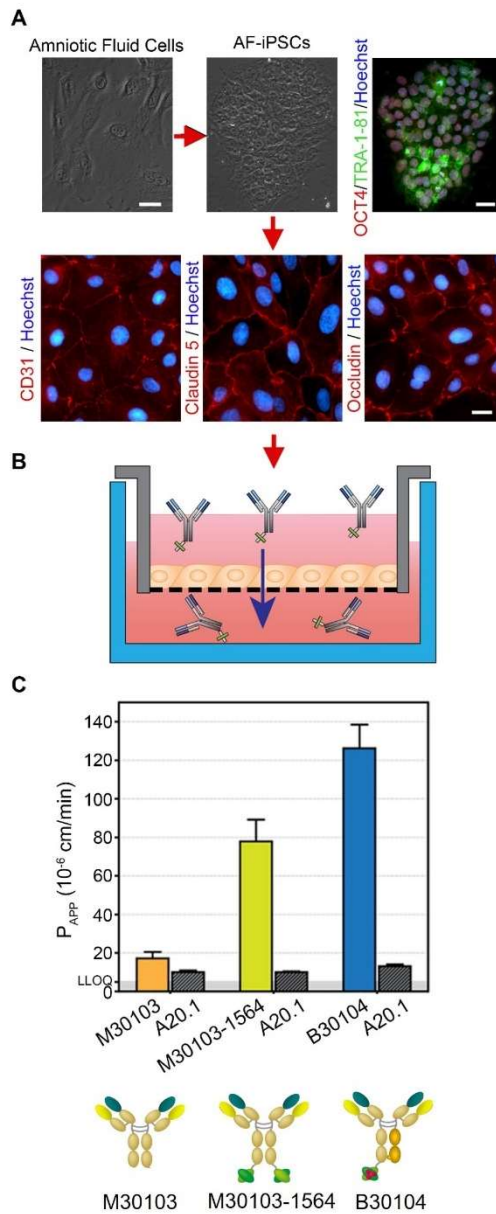 A
Amniotic Fluid Cells
AF-iPSCs
OCT4/TRA-1-81/Hoechst
CD31 / Hoechst
Claudin 5 / Hoechst
Occludin / Hoechst
B
C
P_APP (10⁻⁶ cm/min)
140
120
100
80
60
40
20
LLOQ
0
M30103
A20.1
M30103-1564
A20.1
B30104
A20.1
M30103
M30103-1564
B30104